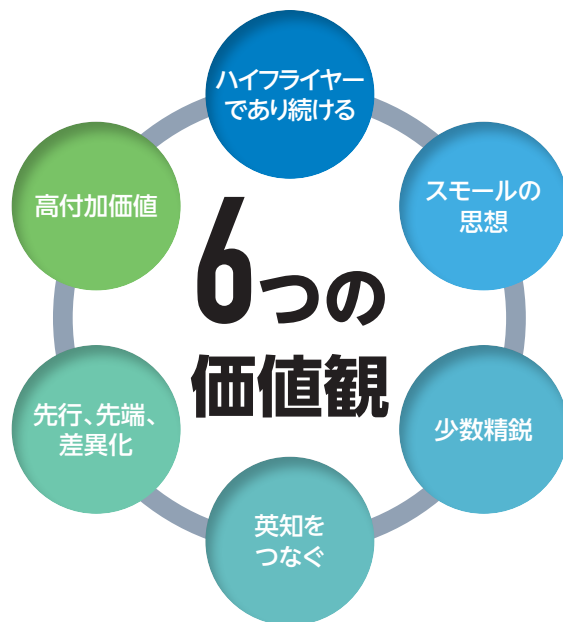 ハイフライヤー
であり続ける
スモールの
思想
少数精鋭
英知を
つなぐ
先行、先端、
差異化
高付加価値
6つの
価値観